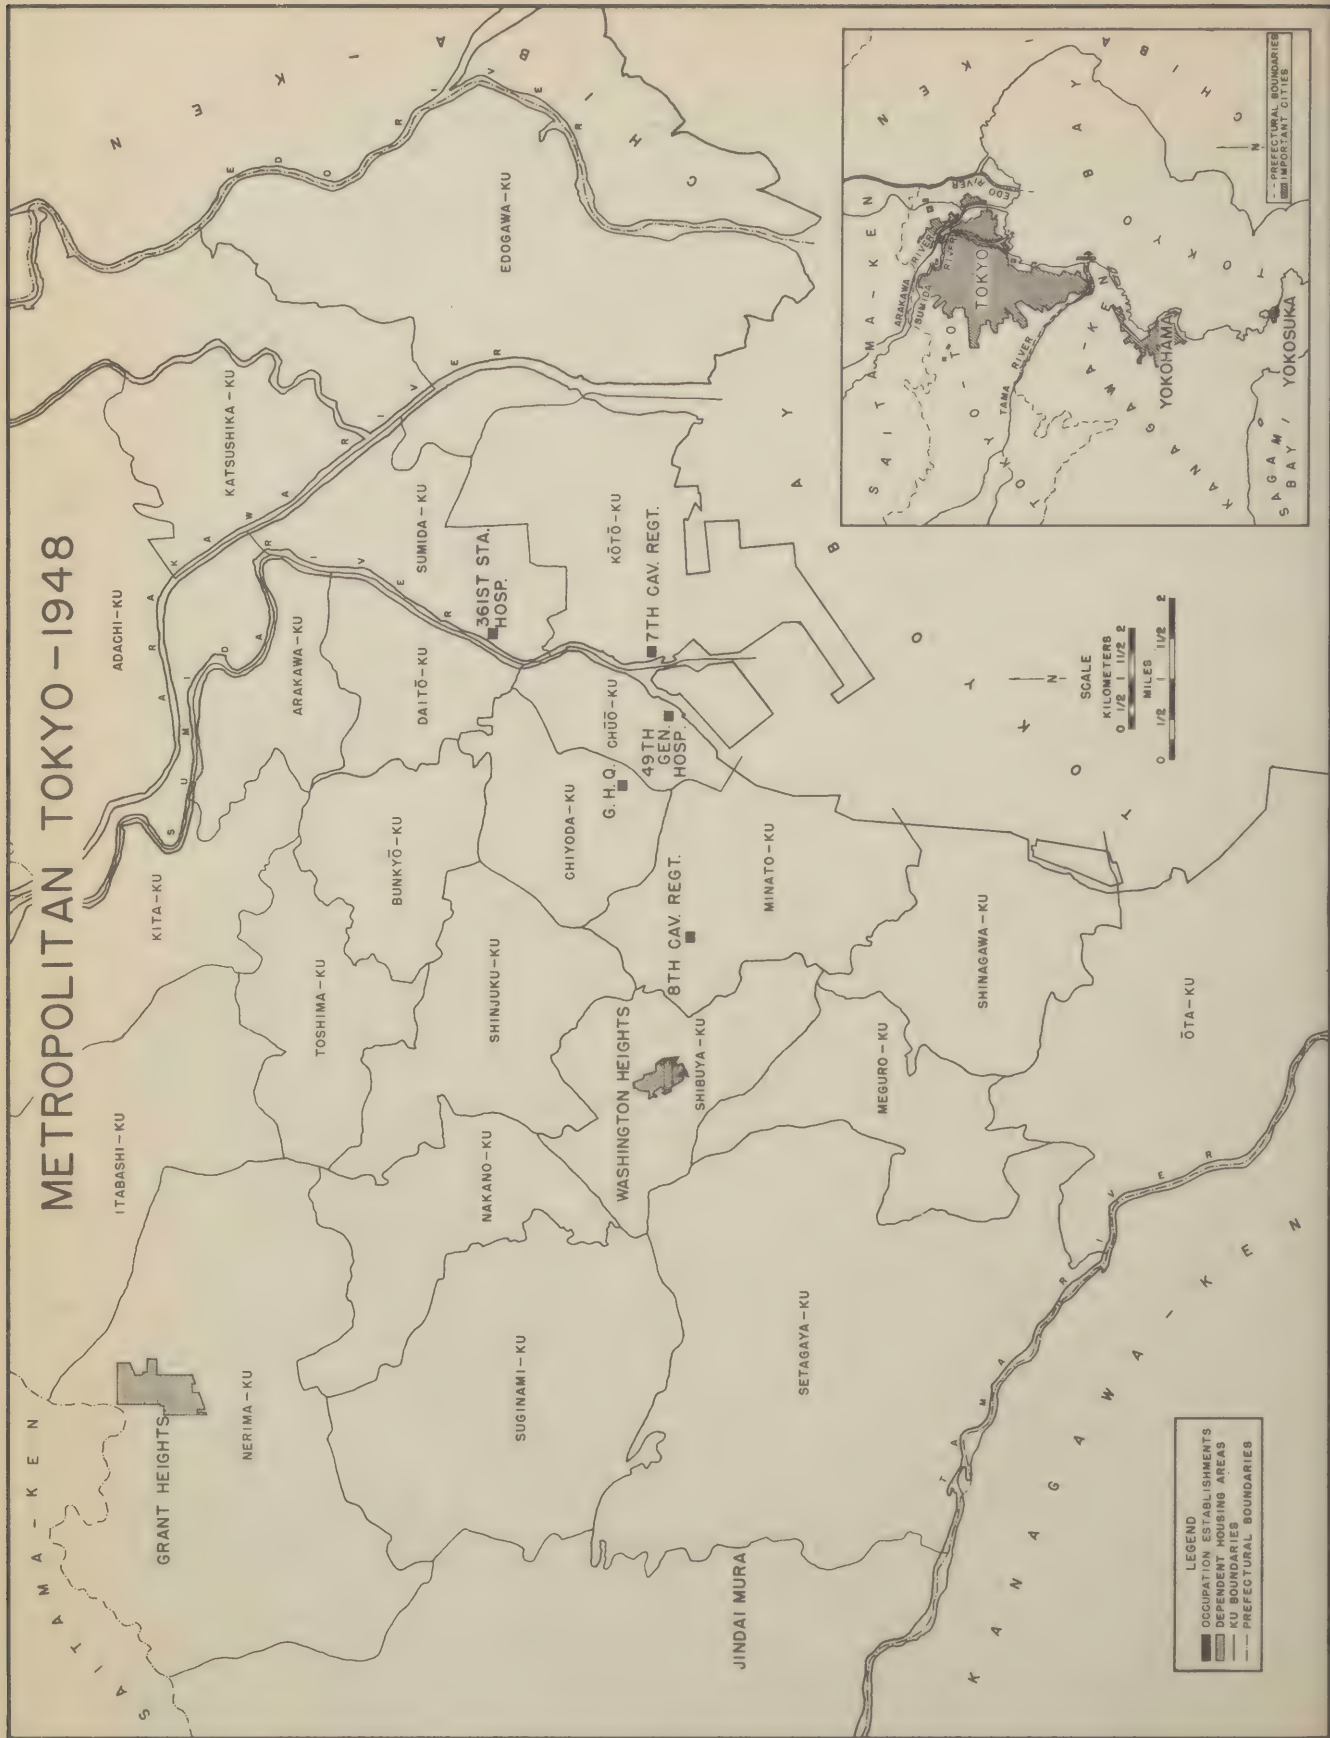 METROPOLITAN TOKYO – 1948
SAITAMA-KEN
GRANT HEIGHTS
NERIMA-KU
ITABASHI-KU
KITA-KU
ADACHI-KU
KATSUSHIKA-KU
EDOGAWA-KU
EDO RIVER
CHIBA KEN
ARAKAWA RIVER
SUMIDA RIVER
ARAKAWA-KU
TOSHIMA-KU
BUNKYŌ-KU
DAITŌ-KU
SUMIDA-KU
361ST STA.
HOSP.
SUGINAMI-KU
NAKANO-KU
SHINJUKU-KU
CHIYODA-KU
G. H. Q.
CHŪŌ-KU
KŌTŌ-KU
7TH CAV. REGT.
49TH
GEN.
HOSP.
WASHINGTON HEIGHTS
SHIBUYA-KU
8TH CAV. REGT.
MINATO-KU
JINDAI MURA
SETAGAYA-KU
MEGURO-KU
SHINAGAWA-KU
ŌTA-KU
TAMA RIVER
KANAGAWA-KEN
TOKYO BAY
N
SCALE
KILOMETERS
0 1/2 1 1 1/2 2
MILES
0 1/2 1 1 1/2 2
LEGEND
OCCUPATION ESTABLISHMENTS
DEPENDENT HOUSING AREAS
KU BOUNDARIES
PREFECTURAL BOUNDARIES
SAITAMA-KEN
ARAKAWA RIVER
SUMIDA RIVER
EDO RIVER
TOKYO-TO
TOKYO
TAMA RIVER
KANAGAWA-KEN
YOKOHAMA
YOKOSUKA
SAGAMI
BAY
TOKYO BAY
CHIBA KEN
N
PREFECTURAL BOUNDARIES
IMPORTANT CITIES